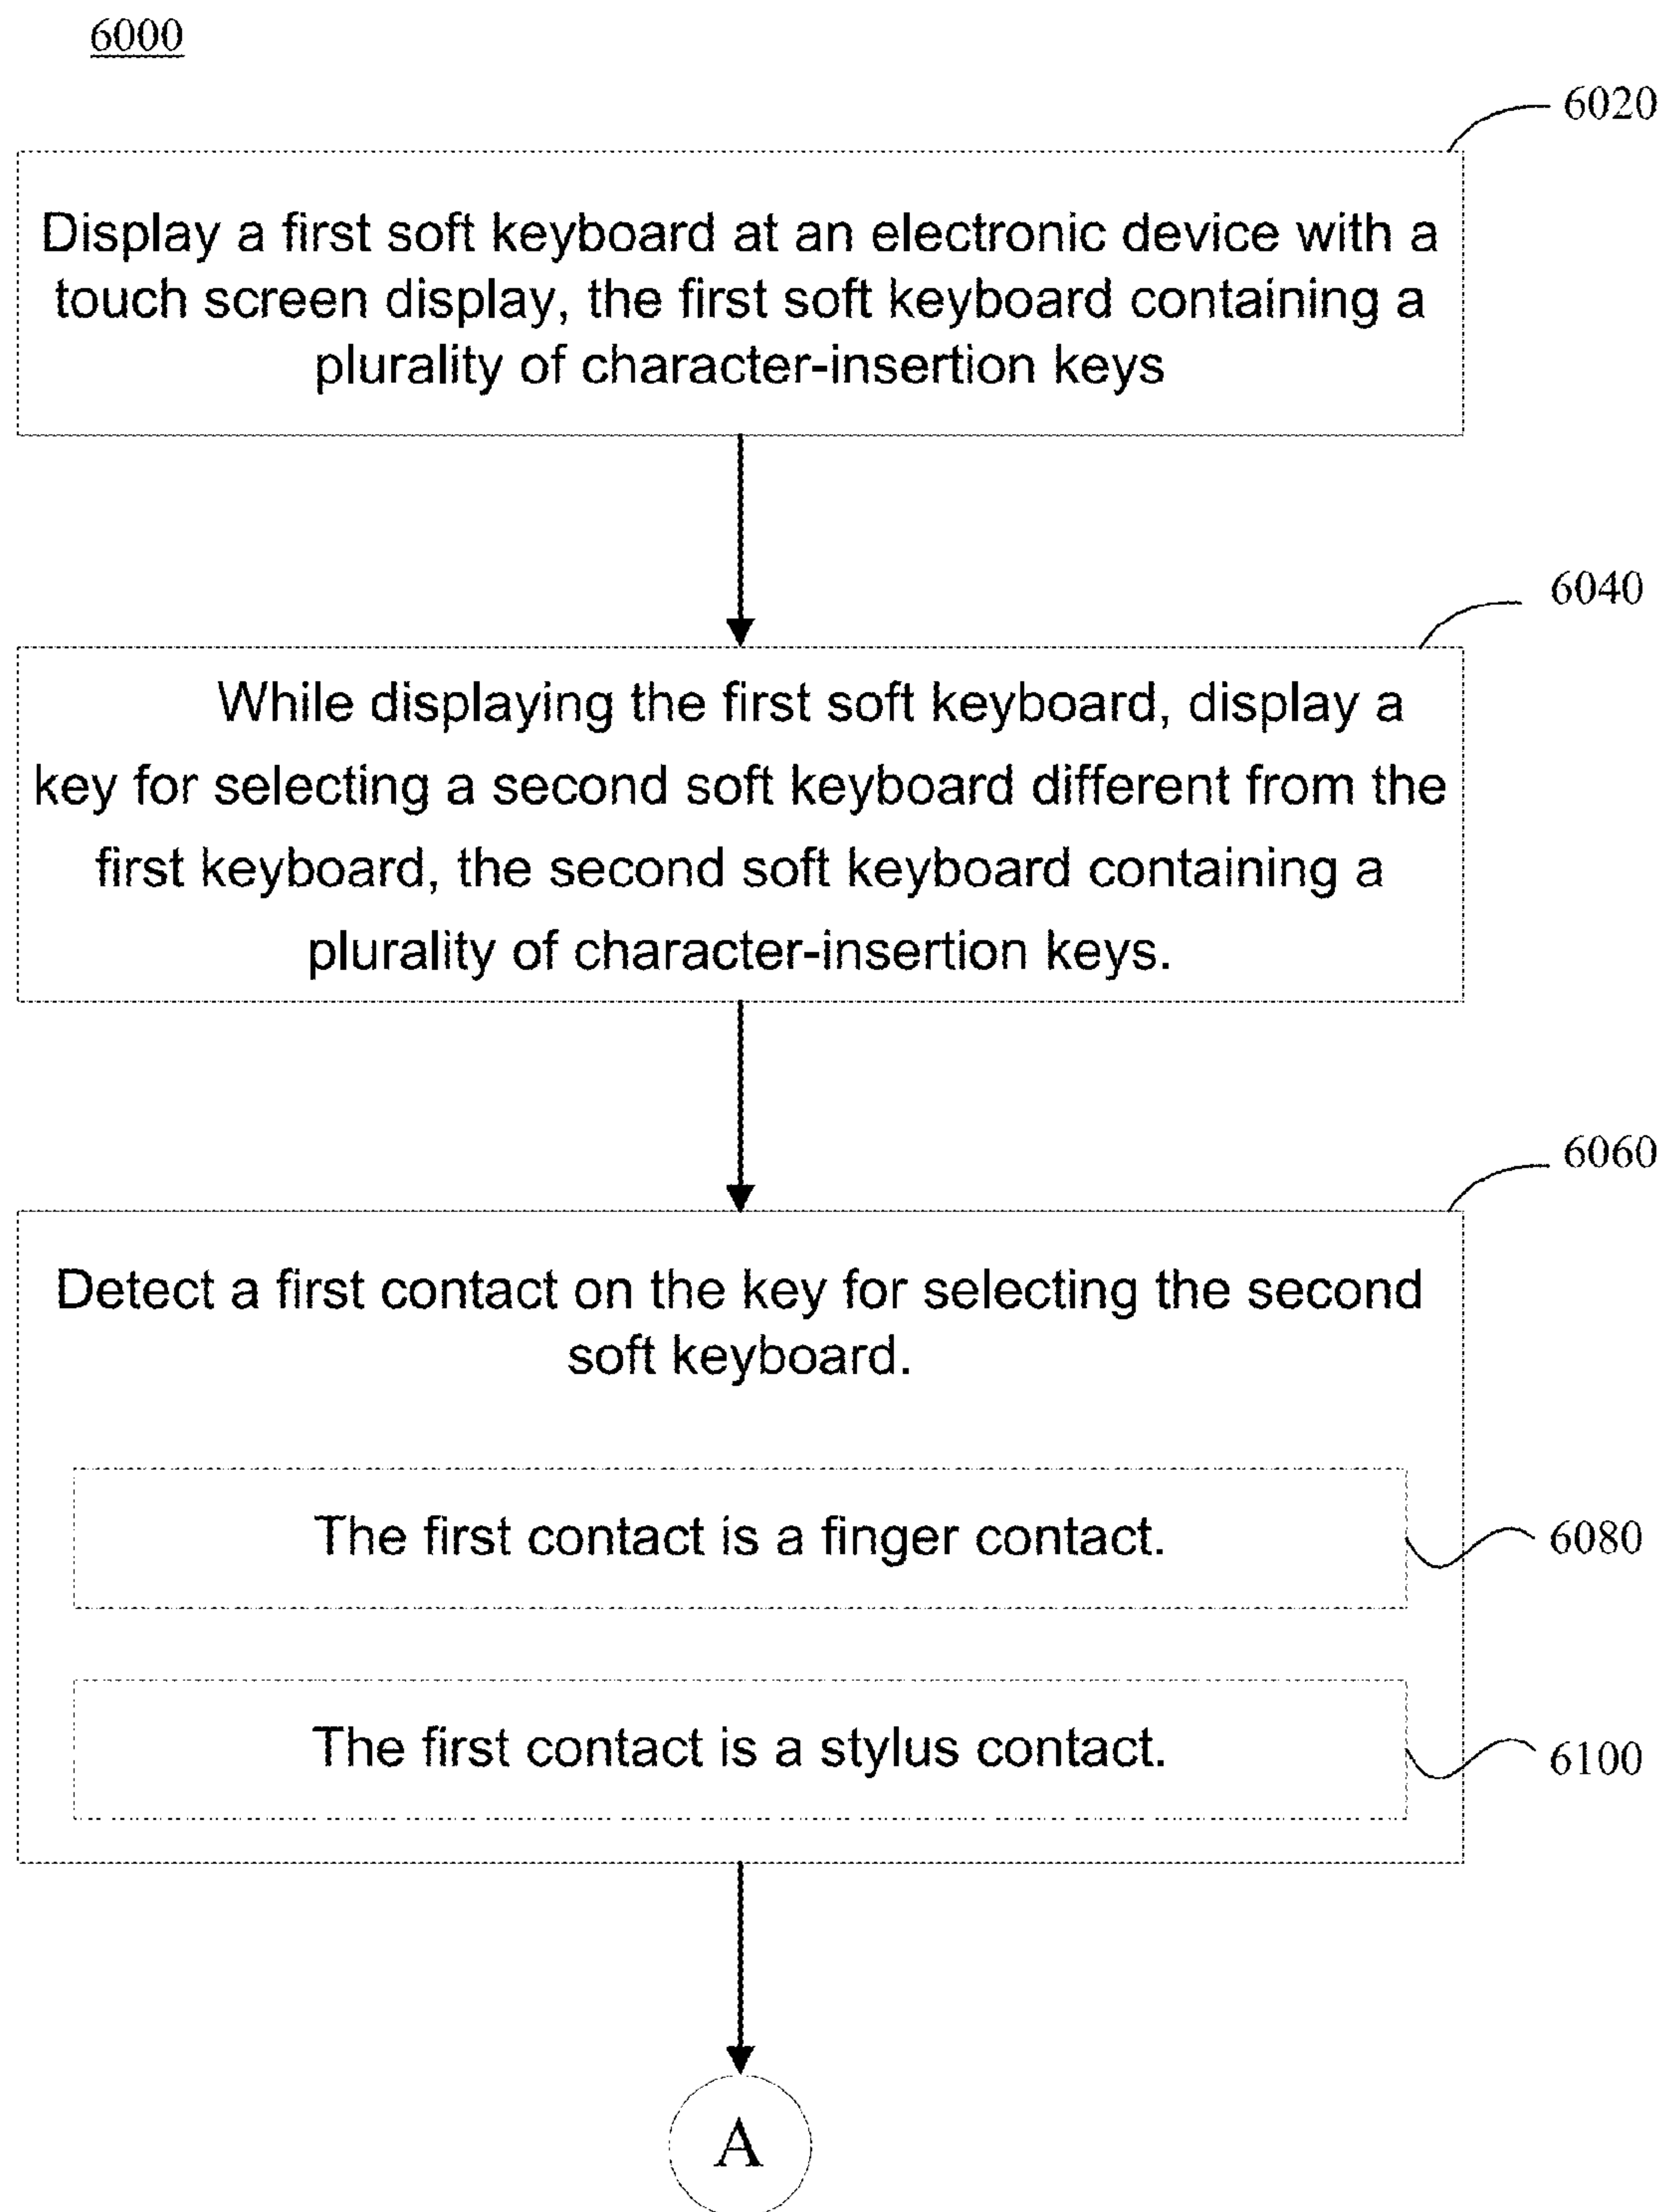 6000
6020
Display a first soft keyboard at an electronic device with a
touch screen display, the first soft keyboard containing a
plurality of character-insertion keys
6040
While displaying the first soft keyboard, display a
key for selecting a second soft keyboard different from the
first keyboard, the second soft keyboard containing a
plurality of character-insertion keys.
6060
Detect a first contact on the key for selecting the second
soft keyboard.
The first contact is a finger contact.
6080
The first contact is a stylus contact.
6100
A